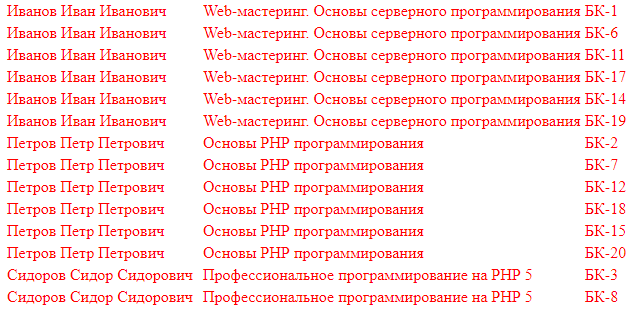 Иванов Иван Иванович Web-мастеринг. Основы серверного программирования БК-1
Иванов Иван Иванович Web-мастеринг. Основы серверного программирования БК-6
Иванов Иван Иванович Web-мастеринг. Основы серверного программирования БК-11
Иванов Иван Иванович Web-мастеринг. Основы серверного программирования БК-17
Иванов Иван Иванович Web-мастеринг. Основы серверного программирования БК-14
Иванов Иван Иванович Web-мастеринг. Основы серверного программирования БК-19
Петров Петр Петрович Основы PHP программирования БК-2
Петров Петр Петрович Основы PHP программирования БК-7
Петров Петр Петрович Основы PHP программирования БК-12
Петров Петр Петрович Основы PHP программирования БК-18
Петров Петр Петрович Основы PHP программирования БК-15
Петров Петр Петрович Основы PHP программирования БК-20
Сидоров Сидор Сидорович Профессиональное программирование на PHP 5 БК-3
Сидоров Сидор Сидорович Профессиональное программирование на PHP 5 БК-8